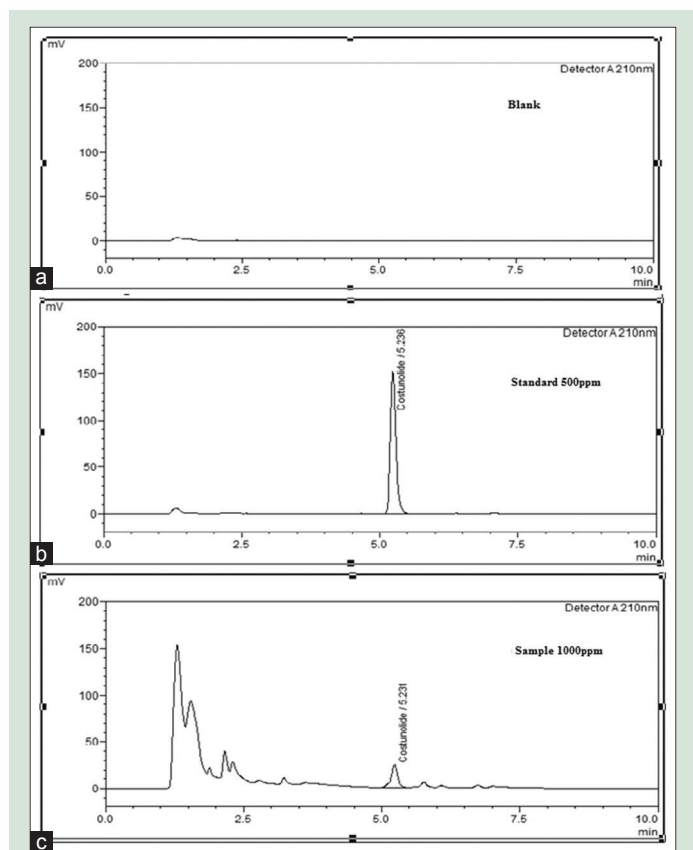 mV
200
Detector A 210nm
150
Blank
100
50
0
0.0 2.5 5.0 7.5 10.0
min
a
mV
200
Detector A 210nm
Costunolide / 5.236
150
Standard 500ppm
100
50
0
0.0 2.5 5.0 7.5 10.0
min
b
mV
200
Detector A 210nm
150
Sample 1000ppm
100
Costunolide / 5.231
50
0
0.0 2.5 5.0 7.5 10.0
min
c